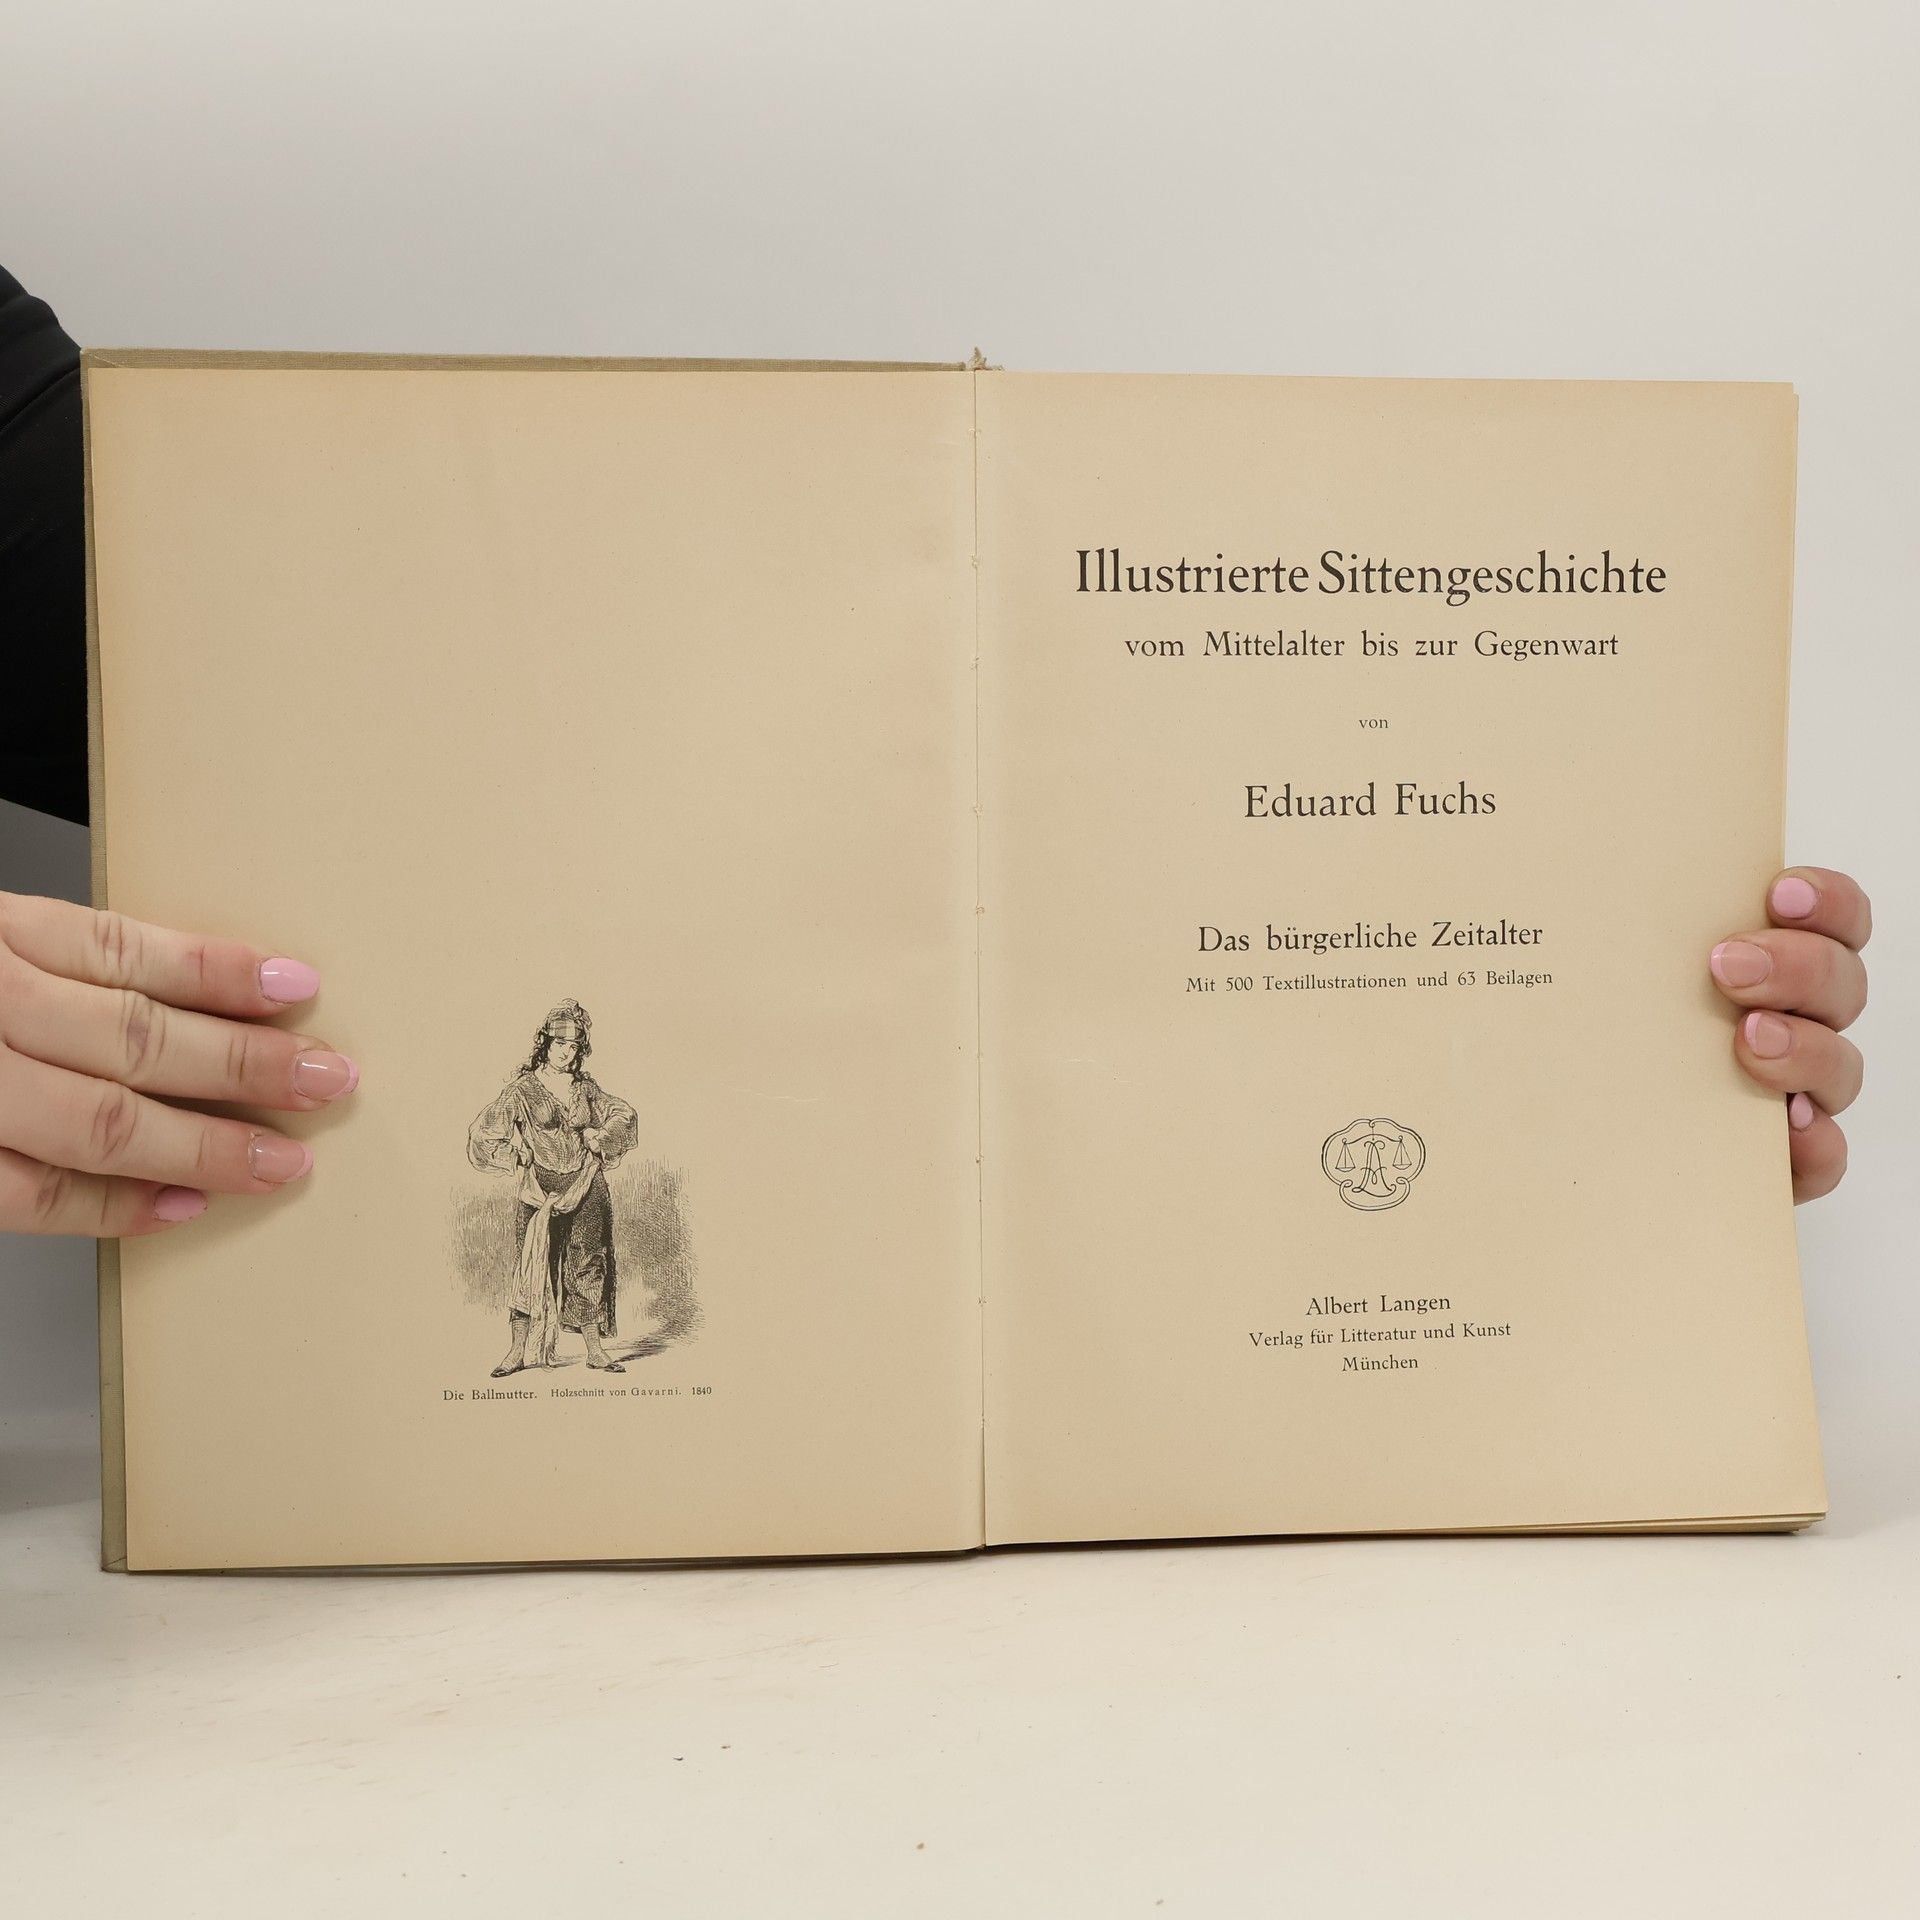 Die Ballmutter. Holzschnitt von Gavarni. 1840
Illustrierte Sittengeschichte
vom Mittelalter bis zur Gegenwart
von
Eduard Fuchs
Das bürgerliche Zeitalter
Mit 500 Textillustrationen und 63 Beilagen
Albert Langen
Verlag für Litteratur und Kunst
München